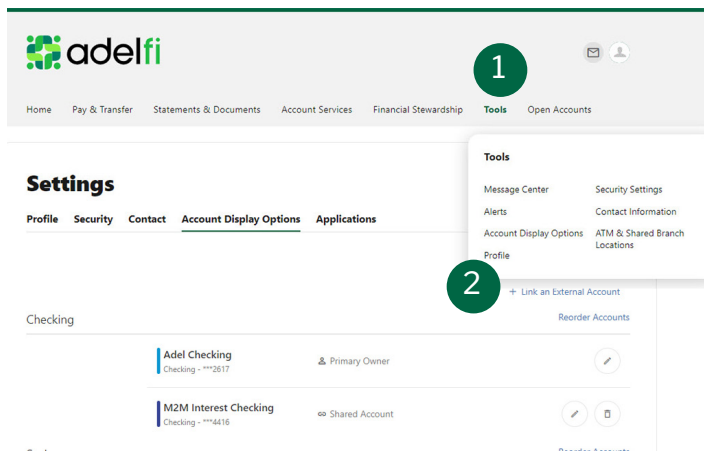 adelfi
1
Home Pay & Transfer Statements & Documents Account Services Financial Stewardship Tools Open Accounts
Tools
Message Center Security Settings
Alerts Contact Information
Account Display Options ATM & Shared Branch Locations
Profile
Settings
Profile Security Contact Account Display Options Applications
2
+ Link an External Account
Checking Reorder Accounts
Adel Checking
Checking - ***2617
Primary Owner
M2M Interest Checking
Checking - ***4416
Shared Account
Reorder Accounts